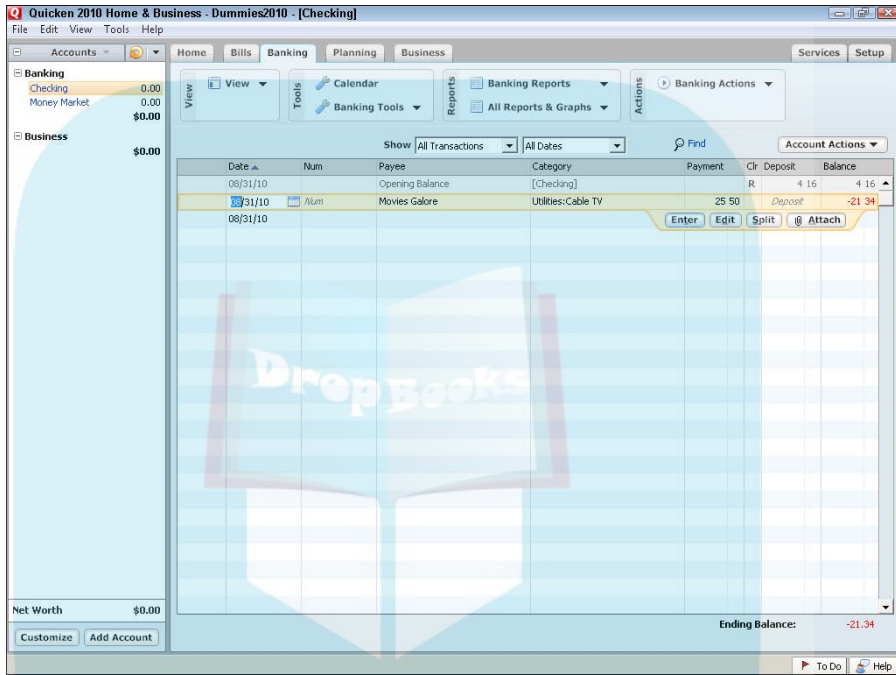 Quicken 2010 Home & Business - Dummies2010 - [Checking]
File Edit View Tools Help
Accounts
Home Bills Banking Planning Business Services Setup
Banking
Checking 0.00
Money Market 0.00
$0.00
Business
$0.00
View
View
Tools
Calendar
Banking Tools
Reports
Banking Reports
All Reports & Graphs
Actions
Banking Actions
Show All Transactions All Dates Find Account Actions
Date Num Payee Category Payment Clr Deposit Balance
08/31/10 Opening Balance [Checking] R 4 16 4 16
08/31/10 Num Movies Galore Utilities:Cable TV 25 50 Deposit -21 34
08/31/10 Enter Edit Split Attach
DropBooks
Net Worth $0.00
Customize Add Account
Ending Balance: -21.34
To Do Help